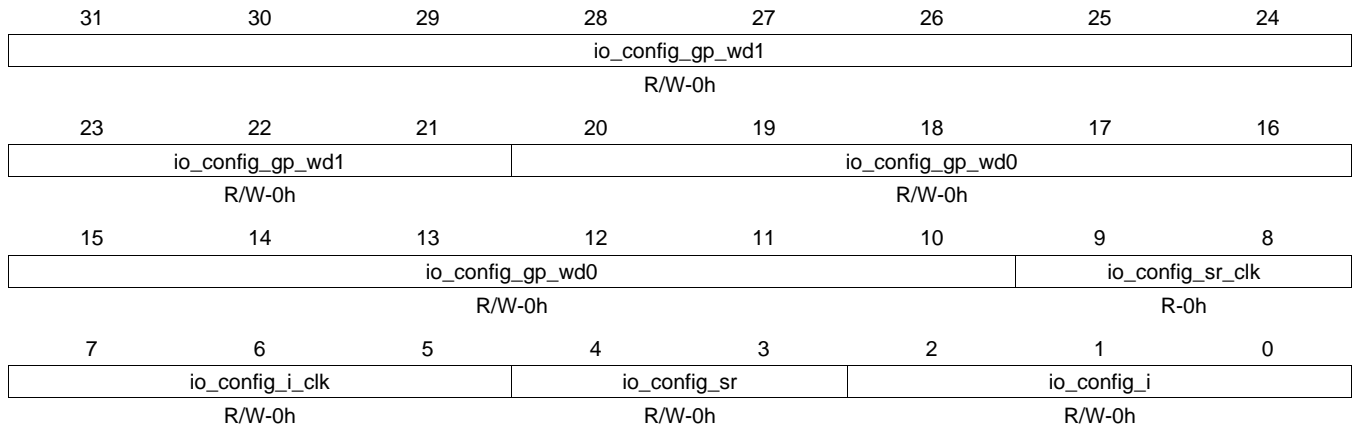 31 30 29 28 27 26 25 24
io_config_gp_wd1
R/W-0h
23 22 21 20 19 18 17 16
io_config_gp_wd1 io_config_gp_wd0
R/W-0h R/W-0h
15 14 13 12 11 10 9 8
io_config_gp_wd0 io_config_sr_clk
R/W-0h R-0h
7 6 5 4 3 2 1 0
io_config_i_clk io_config_sr io_config_i
R/W-0h R/W-0h R/W-0h